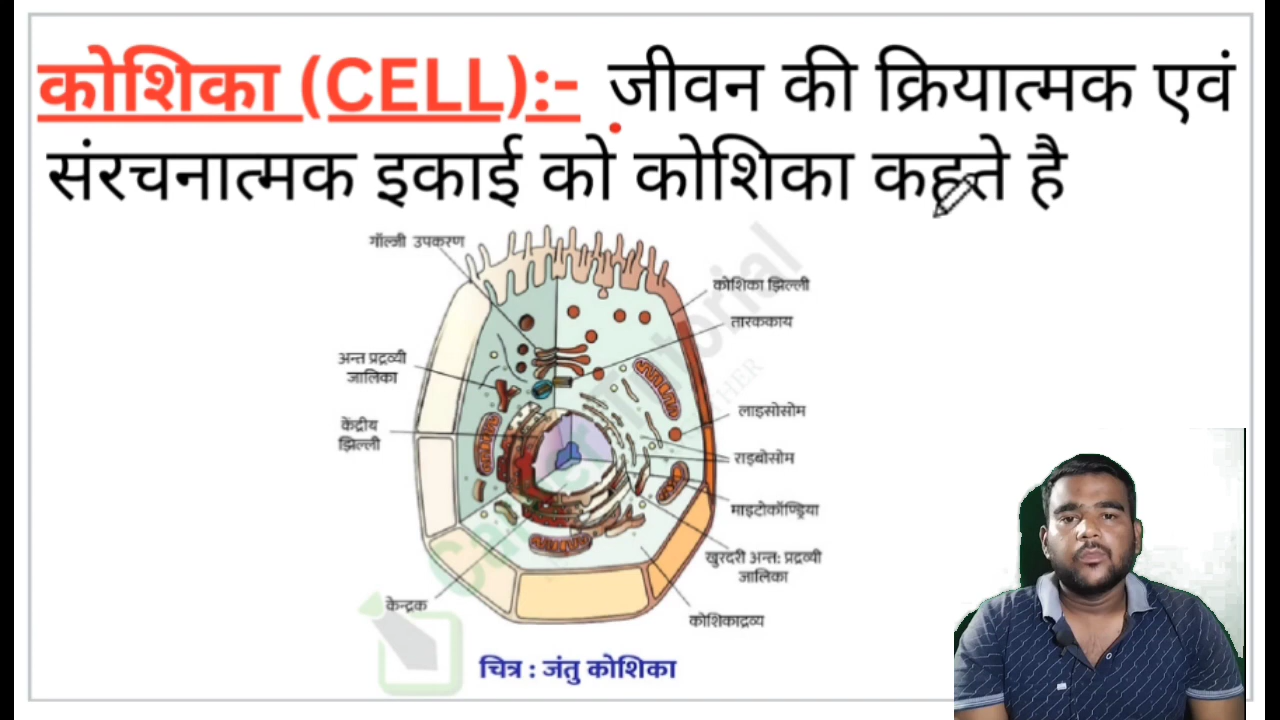 कोशिका (CELL):- जीवन की क्रियात्मक एवं
संरचनात्मक इकाई को कोशिका कहते है
गॉल्जी उपकरण
कोशिका झिल्ली
तारककाय
अन्त प्रद्रव्यी
जालिका
लाइसोसोम
केंद्रीय
झिल्ली
राइबोसोम
माइटोकॉण्ड्रिया
खुरदरी अन्त: प्रद्रव्यी
जालिका
केन्द्रक
कोशिकाद्रव्य
चित्र : जंतु कोशिका